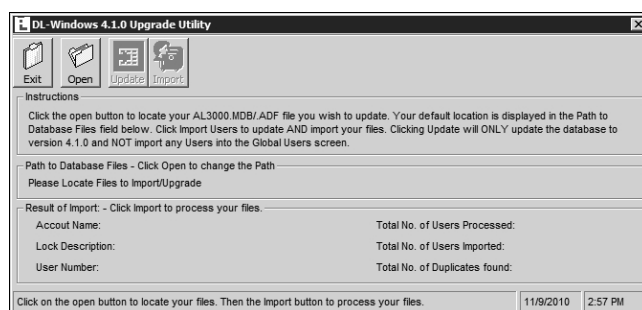 DL-Windows 4.1.0 Upgrade Utility
Exit Open Update Import
Instructions
Click the open button to locate your AL3000.MDB/.ADF file you wish to update. Your default location is displayed in the Path to
Database Files field below. Click Import Users to update AND import your files. Clicking Update will ONLY update the database to
version 4.1.0 and NOT import any Users into the Global Users screen.
Path to Database Files - Click Open to change the Path
Please Locate Files to Import/Upgrade
Result of Import: - Click Import to process your files.
Accout Name: Total No. of Users Processed:
Lock Description: Total No. of Users Imported:
User Number: Total No. of Duplicates found:
Click on the open button to locate your files. Then the Import button to process your files. 11/9/2010 2:57 PM